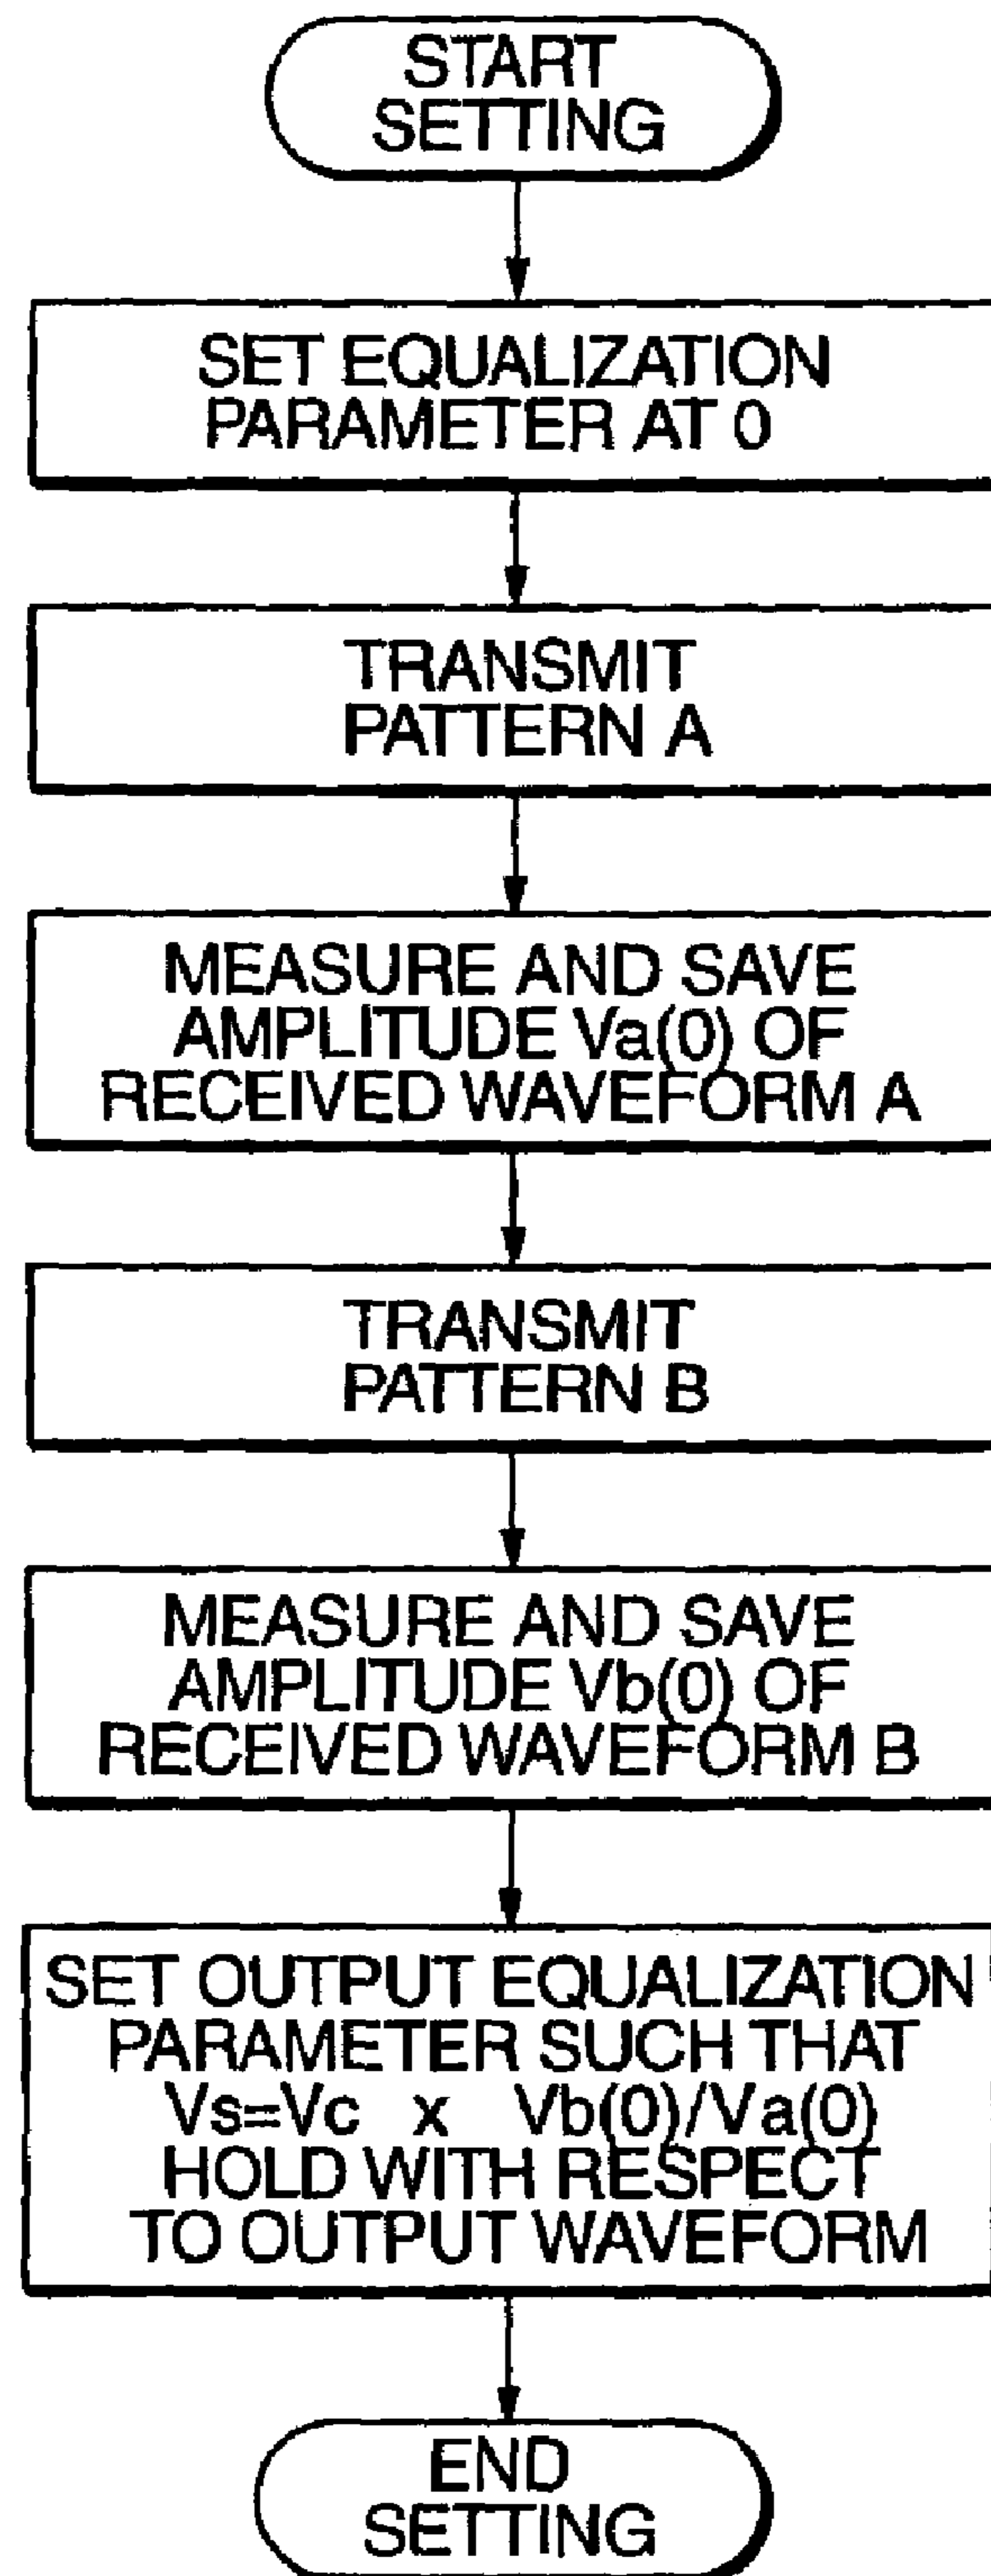 START
SETTING
SET EQUALIZATION
PARAMETER AT 0
TRANSMIT
PATTERN A
MEASURE AND SAVE
AMPLITUDE Va(0) OF
RECEIVED WAVEFORM A
TRANSMIT
PATTERN B
MEASURE AND SAVE
AMPLITUDE Vb(0) OF
RECEIVED WAVEFORM B
SET OUTPUT EQUALIZATION
PARAMETER SUCH THAT
Vs=Vc x Vb(0)/Va(0)
HOLD WITH RESPECT
TO OUTPUT WAVEFORM
END
SETTING